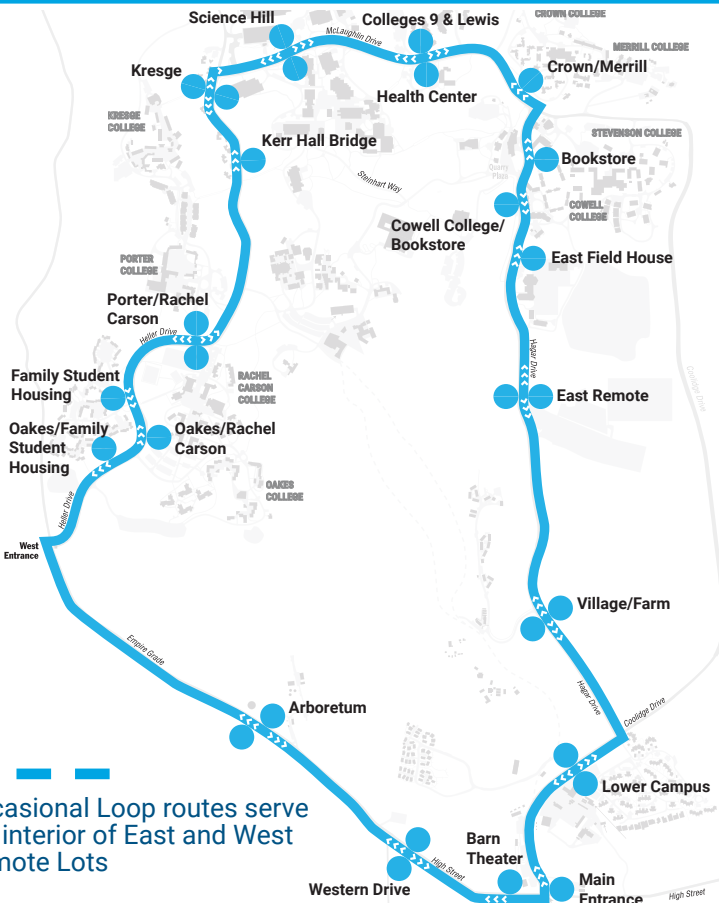 CROWN COLLEGE
Science Hill
Colleges 9 & Lewis
McLaughlin Drive
MERRILL COLLEGE
Kresge
Crown/Merrill
Health Center
KRESGE
COLLEGE
STEVENSON COLLEGE
Kerr Hall Bridge
Bookstore
Quarry
Plaza
Steinhart Way
COWELL
COLLEGE
Cowell College/
Bookstore
East Field House
PORTER
COLLEGE
Porter/Rachel
Carson
Heller Drive
Hagar Drive
Coolidge Drive
Family Student
Housing
RACHEL
CARSON
COLLEGE
East Remote
Oakes/Family
Student
Housing
Oakes/Rachel
Carson
OAKES
COLLEGE
Heller Drive
West
Entrance
Village/Farm
Empire Grade
Hagar Drive
Arboretum
Coolidge Drive
Lower Campus
casional Loop routes serve
interior of East and West
mote Lots
Barn
Theater
High Street
Western Drive
Main
Entrance
High Street